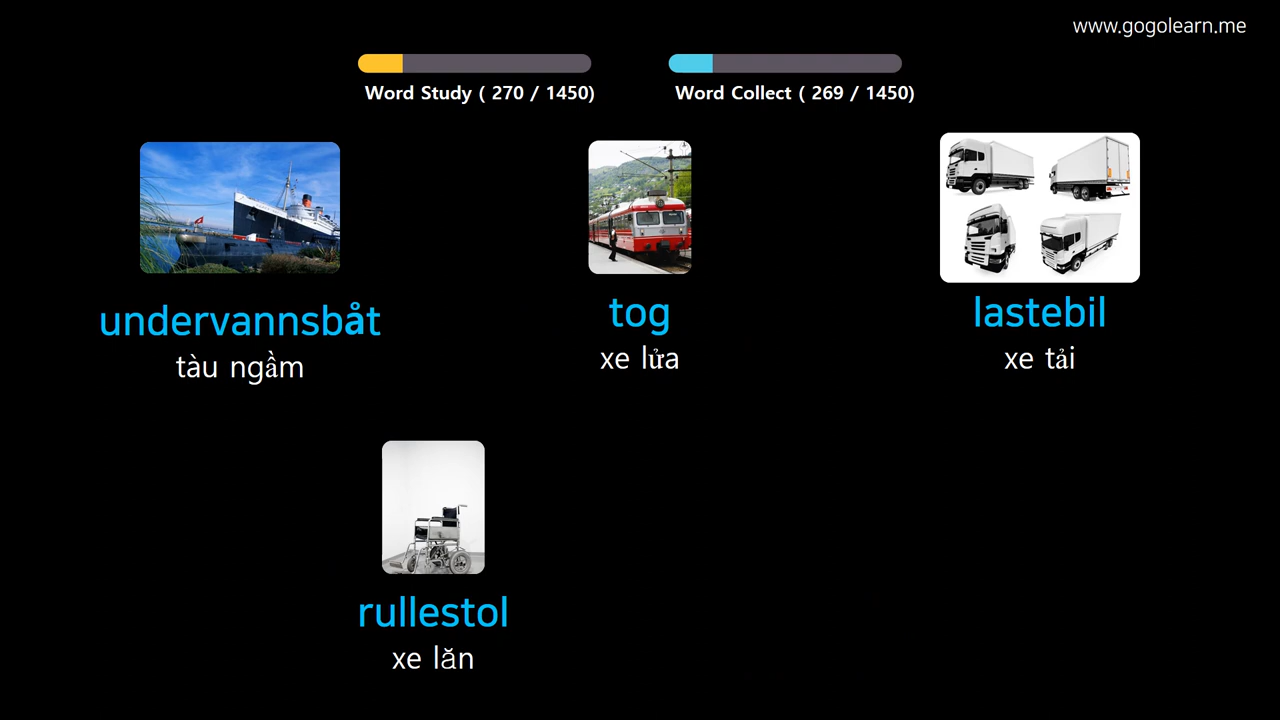 www.gogolearn.me
Word Study ( 270 / 1450)
Word Collect ( 269 / 1450)
undervannsbåt
tàu ngầm
tog
xe lửa
lastebil
xe tải
rullestol
xe lăn